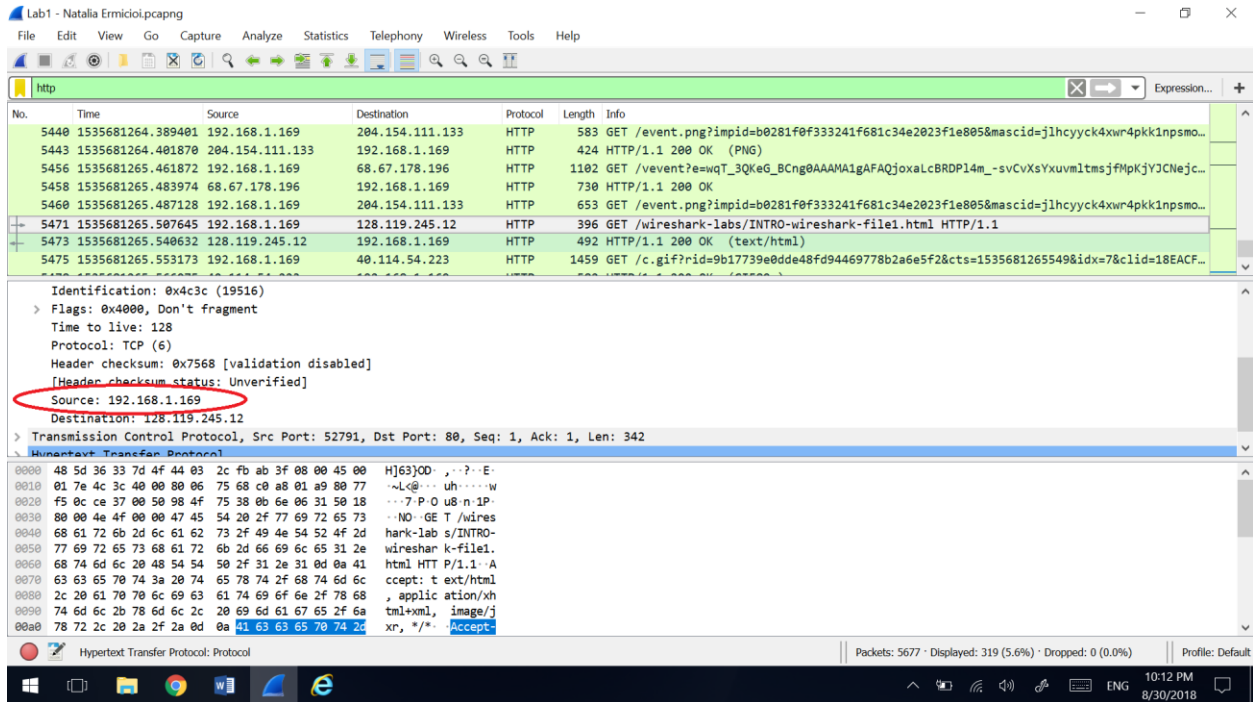 Lab1 - Natalia Ermicioi.pcapng
File Edit View Go Capture Analyze Statistics Telephony Wireless Tools Help
http Expression... +
No. Time Source Destination Protocol Length Info
5440 1535681264.389401 192.168.1.169 204.154.111.133 HTTP 583 GET /event.png?impid=b0281f0f333241f681c34e2023f1e805&mascid=jlhcyyck4xwr4pkk1npsmo...
5443 1535681264.401870 204.154.111.133 192.168.1.169 HTTP 424 HTTP/1.1 200 OK (PNG)
5456 1535681265.461872 192.168.1.169 68.67.178.196 HTTP 1102 GET /vevent?e=wqT_3QKeG_BCng0AAAMA1gAFAQjoxaLcBRDPl4m_-svCvXsYxuvmltmsjfMpKjYJCNejc...
5458 1535681265.483974 68.67.178.196 192.168.1.169 HTTP 730 HTTP/1.1 200 OK
5460 1535681265.487128 192.168.1.169 204.154.111.133 HTTP 653 GET /event.png?impid=b0281f0f333241f681c34e2023f1e805&mascid=jlhcyyck4xwr4pkk1npsmo...
5471 1535681265.507645 192.168.1.169 128.119.245.12 HTTP 396 GET /wireshark-labs/INTRO-wireshark-file1.html HTTP/1.1
5473 1535681265.540632 128.119.245.12 192.168.1.169 HTTP 492 HTTP/1.1 200 OK (text/html)
5475 1535681265.553173 192.168.1.169 40.114.54.223 HTTP 1459 GET /c.gif?rid=9b17739e0dde48fd94469778b2a6e5f2&cts=1535681265549&idx=7&clid=18EACF...
Identification: 0x4c3c (19516)
> Flags: 0x4000, Don't fragment
Time to live: 128
Protocol: TCP (6)
Header checksum: 0x7568 [validation disabled]
[Header checksum status: Unverified]
Source: 192.168.1.169
Destination: 128.119.245.12
> Transmission Control Protocol, Src Port: 52791, Dst Port: 80, Seq: 1, Ack: 1, Len: 342
> Hypertext Transfer Protocol
0000 48 5d 36 33 7d 4f 44 03 2c fb ab 3f 08 00 45 00 H]63}OD· ,··?··E·
0010 01 7e 4c 3c 40 00 80 06 75 68 c0 a8 01 a9 80 77 ·~L<@··· uh·····w
0020 f5 0c ce 37 00 50 98 4f 75 38 0b 6e 06 31 50 18 ···7·P·O u8·n·1P·
0030 80 00 4e 4f 00 00 47 45 54 20 2f 77 69 72 65 73 ··NO··GE T /wires
0040 68 61 72 6b 2d 6c 61 62 73 2f 49 4e 54 52 4f 2d hark-lab s/INTRO-
0050 77 69 72 65 73 68 61 72 6b 2d 66 69 6c 65 31 2e wireshar k-file1.
0060 68 74 6d 6c 20 48 54 54 50 2f 31 2e 31 0d 0a 41 html HTT P/1.1··A
0070 63 63 65 70 74 3a 20 74 65 78 74 2f 68 74 6d 6c ccept: t ext/html
0080 2c 20 61 70 70 6c 69 63 61 74 69 6f 6e 2f 78 68 , applic ation/xh
0090 74 6d 6c 2b 78 6d 6c 2c 20 69 6d 61 67 65 2f 6a tml+xml, image/j
00a0 78 72 2c 20 2a 2f 2a 0d 0a 41 63 63 65 70 74 2d xr, */*· ·Accept-
Hypertext Transfer Protocol: Protocol Packets: 5677 · Displayed: 319 (5.6%) · Dropped: 0 (0.0%) Profile: Default
ENG 10:12 PM
8/30/2018